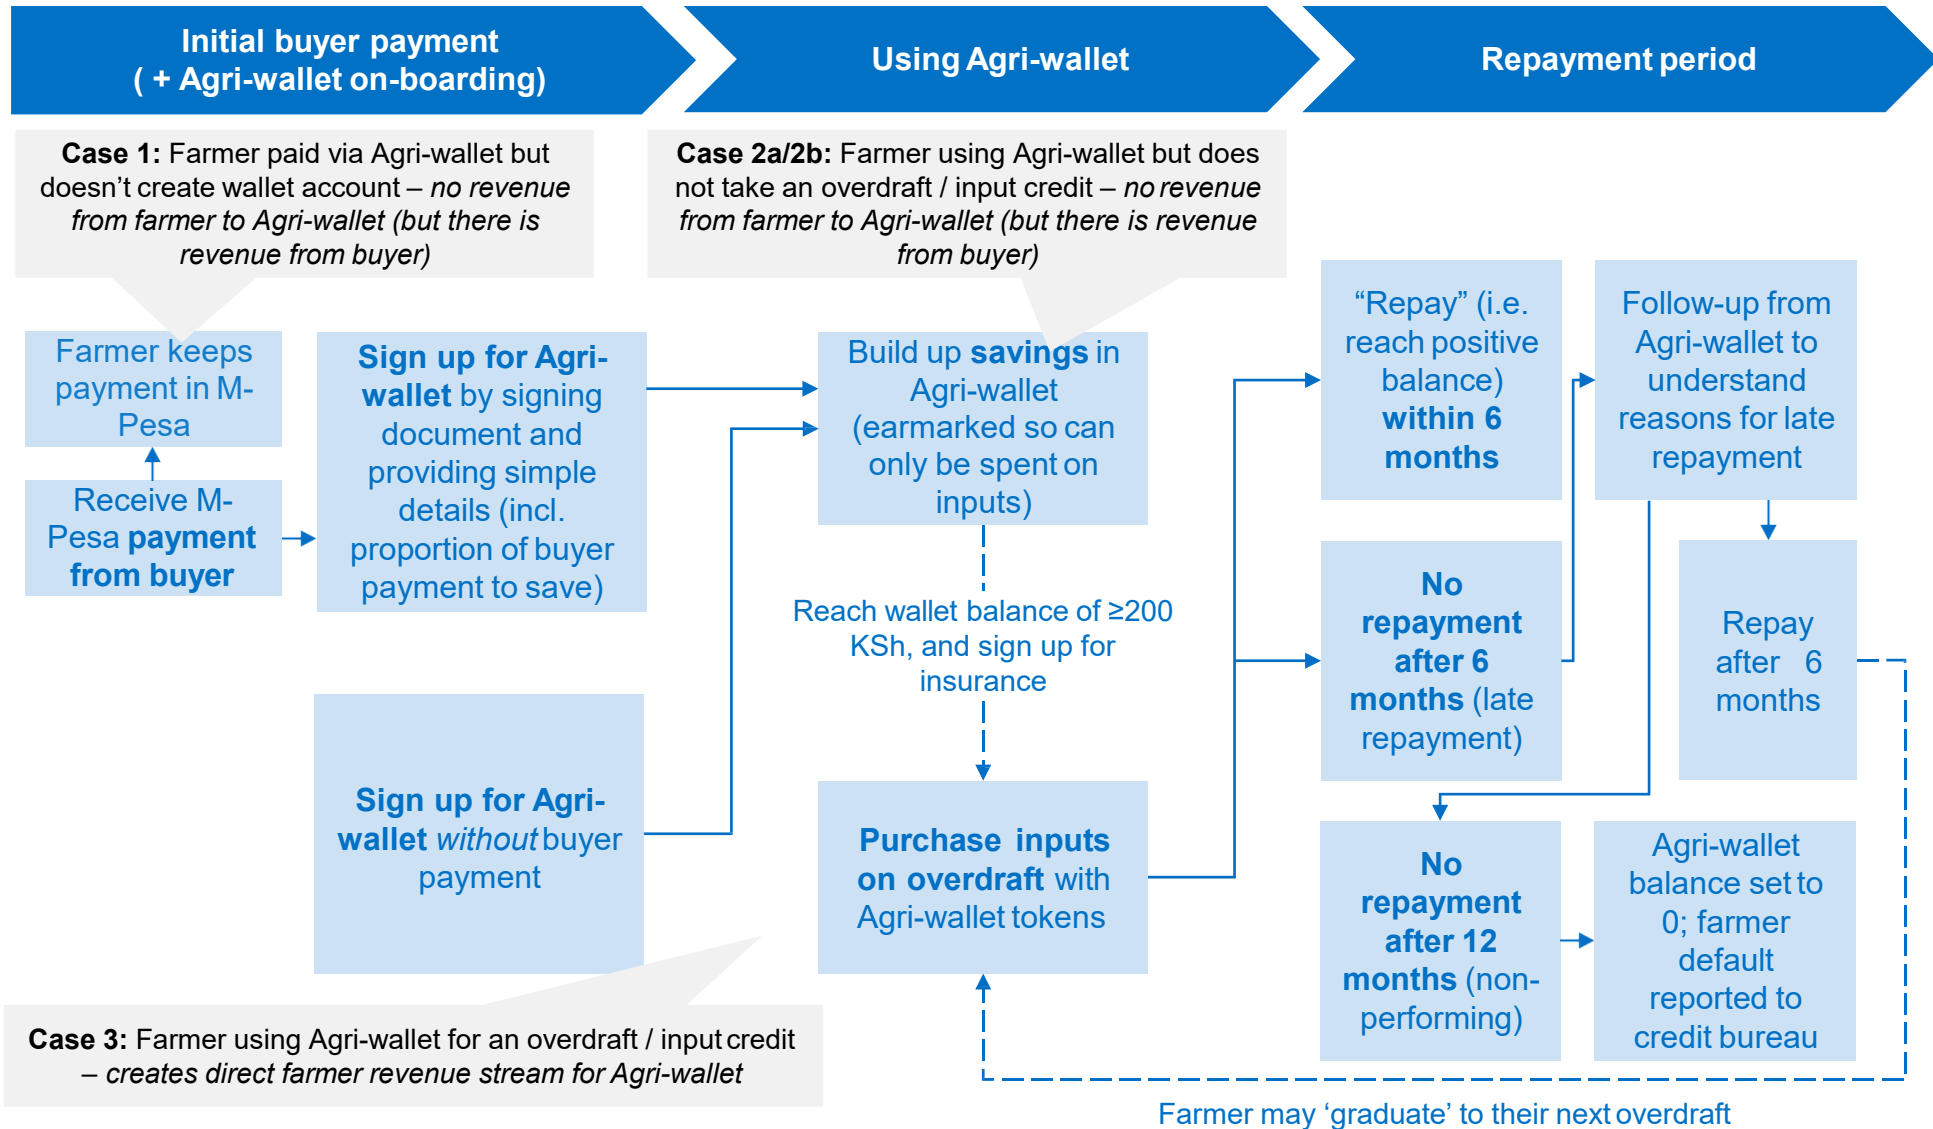 Initial buyer payment
( + Agri-wallet on-boarding)
Using Agri-wallet
Repayment period
Case 1: Farmer paid via Agri-wallet but
doesn’t create wallet account – no revenue
from farmer to Agri-wallet (but there is
revenue from buyer)
Case 2a/2b: Farmer using Agri-wallet but does
not take an overdraft / input credit – no revenue
from farmer to Agri-wallet (but there is revenue
from buyer)
Farmer keeps
payment in M-
Pesa
Receive M-
Pesa payment
from buyer
Sign up for Agri-
wallet by signing
document and
providing simple
details (incl.
proportion of buyer
payment to save)
Sign up for Agri-
wallet without buyer
payment
Build up savings in
Agri-wallet
(earmarked so can
only be spent on
inputs)
Reach wallet balance of ≥200
KSh, and sign up for
insurance
Purchase inputs
on overdraft with
Agri-wallet tokens
“Repay” (i.e.
reach positive
balance)
within 6
months
Follow-up from
Agri-wallet to
understand
reasons for late
repayment
No
repayment
after 6
months (late
repayment)
Repay
after 6
months
No
repayment
after 12
months (non-
performing)
Agri-wallet
balance set to
0; farmer
default
reported to
credit bureau
Case 3: Farmer using Agri-wallet for an overdraft / input credit
– creates direct farmer revenue stream for Agri-wallet
Farmer may ‘graduate’ to their next overdraft